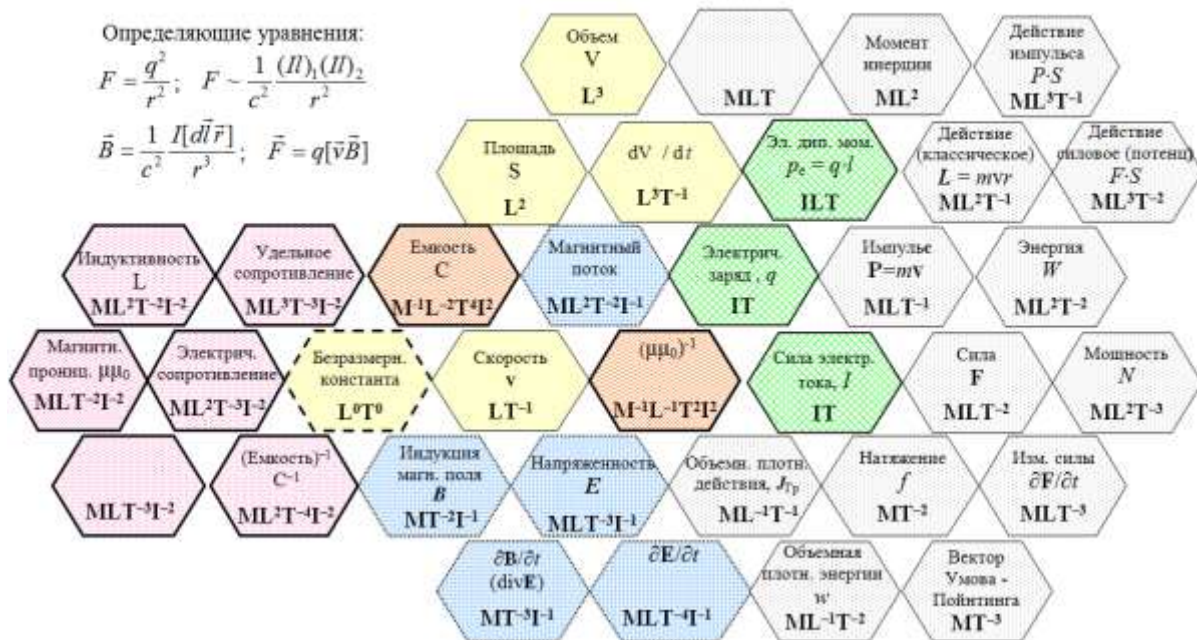 Определяющие уравнения:
F = q²/r² ; F ~ 1/c² (Il)₁(Il)₂/r²
B⃗ = 1/c² I[dl⃗ r⃗]/r³ ; F⃗ = q[v⃗B⃗]
Объем
V
L³
MLT
Момент
инерции
ML²
Действие
импульса
P·S
ML³T⁻¹
Площадь
S
L²
dV / dt
L³T⁻¹
Эл. дип. мом.
pₑ = q·l
ILT
Действие
(классическое)
L = mvr
ML²T⁻¹
Действие
силовое (потенц)
F·S
ML³T⁻²
Индуктивность
L
ML²T⁻²I⁻²
Удельное
сопротивление
ML³T⁻³I⁻²
Емкость
C
M⁻¹L⁻²T⁴I²
Магнитный
поток
ML²T⁻²I⁻¹
Электрич.
заряд , q
IT
Импулье
P=mv
MLT⁻¹
Энергия
W
ML²T⁻²
Магнитн.
прониц. μμ₀
MLT⁻²I⁻²
Электрич.
сопротивление
ML²T⁻³I⁻²
Безразмерн.
константа
L⁰T⁰
Скорость
v
LT⁻¹
(μμ₀)⁻¹
M⁻¹L⁻¹T²I²
Сила электр.
тока, I
IT
Сила
F
MLT⁻²
Мощность
N
ML²T⁻³
MLT⁻³I⁻²
(Емкость)⁻¹
C⁻¹
ML²T⁻⁴I⁻²
Индукция
магн. поля
B
MT⁻²I⁻¹
Напряженность
E
MLT⁻³I⁻¹
Объемн. плотн.
действия, J_Гр
ML⁻¹T⁻¹
Натяжение
f
MT⁻²
Изм. силы
∂F/∂t
MLT⁻³
∂B/∂t
(divE)
MT⁻³I⁻¹
∂E/∂t
MLT⁻⁴I⁻¹
Объемная
плотн. энергии
w
ML⁻¹T⁻²
Вектор
Умова -
Пойнтинга
MT⁻³